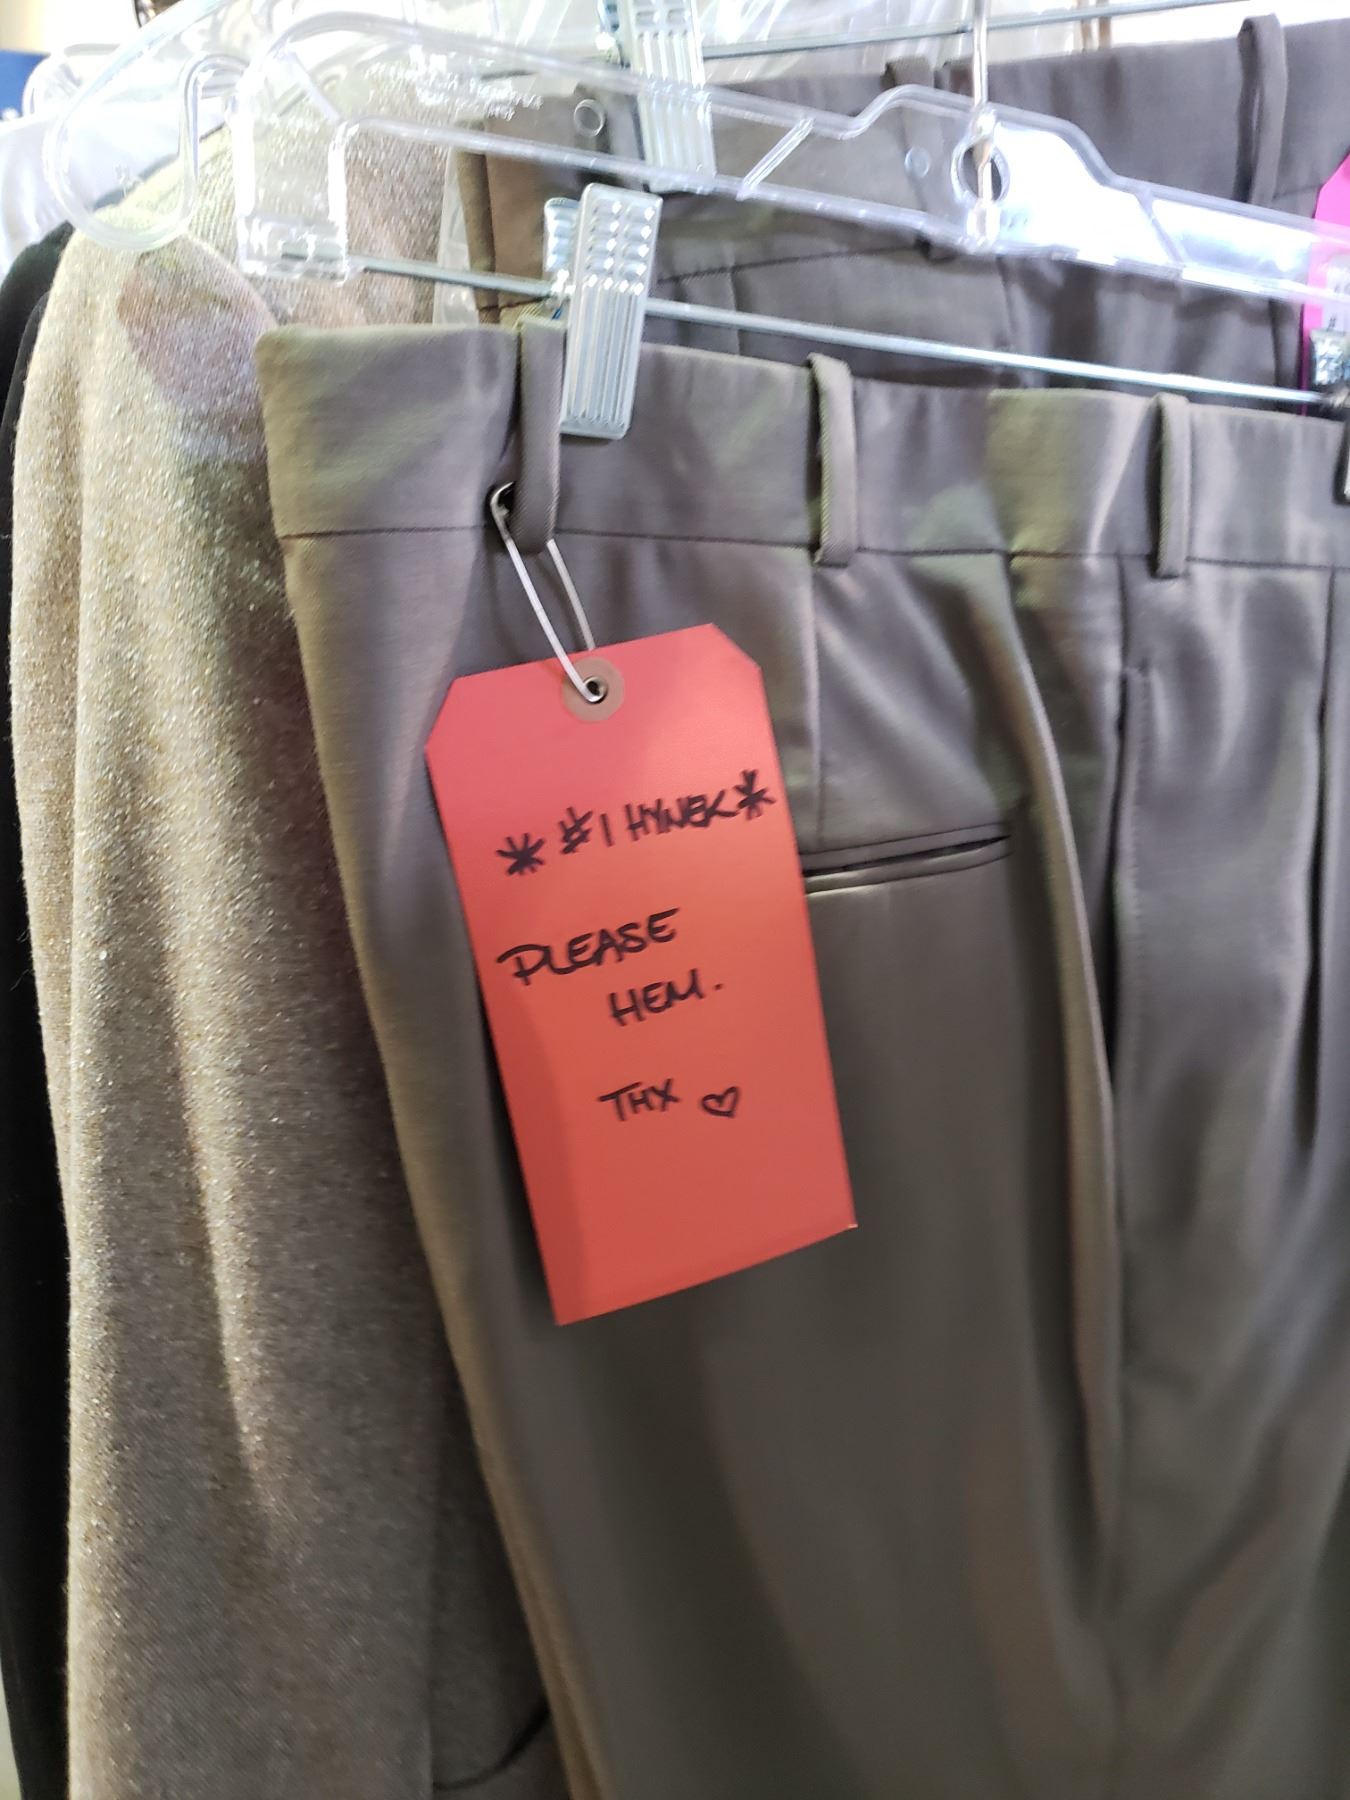 * #1 HYNEK *
PLEASE
HEM.
THX ♡